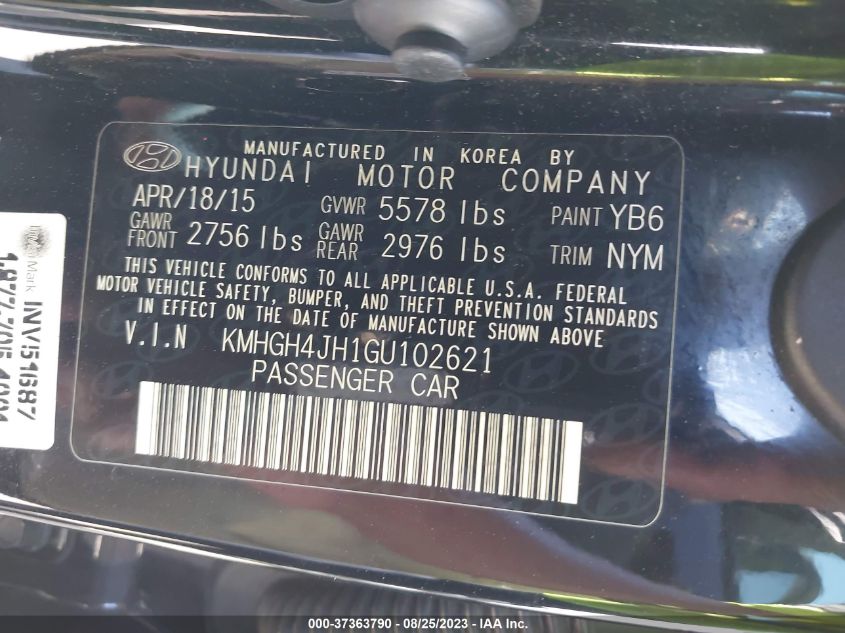 MANUFACTURED IN KOREA BY
HYUNDAI MOTOR COMPANY
APR/18/15 GVWR 5578 lbs PAINT YB6
GAWR FRONT 2756 lbs GAWR REAR 2976 lbs TRIM NYM
THIS VEHICLE CONFORMS TO ALL APPLICABLE U.S.A. FEDERAL
MOTOR VEHICLE SAFETY, BUMPER, AND THEFT PREVENTION STANDARDS
IN EFFECT ON THE DATE OF MANUFACTURE SHOWN ABOVE
V.I.N KMHGH4JH1GU102621
PASSENGER CAR
INV51687
000-37363790 - 08/25/2023 - IAA Inc.